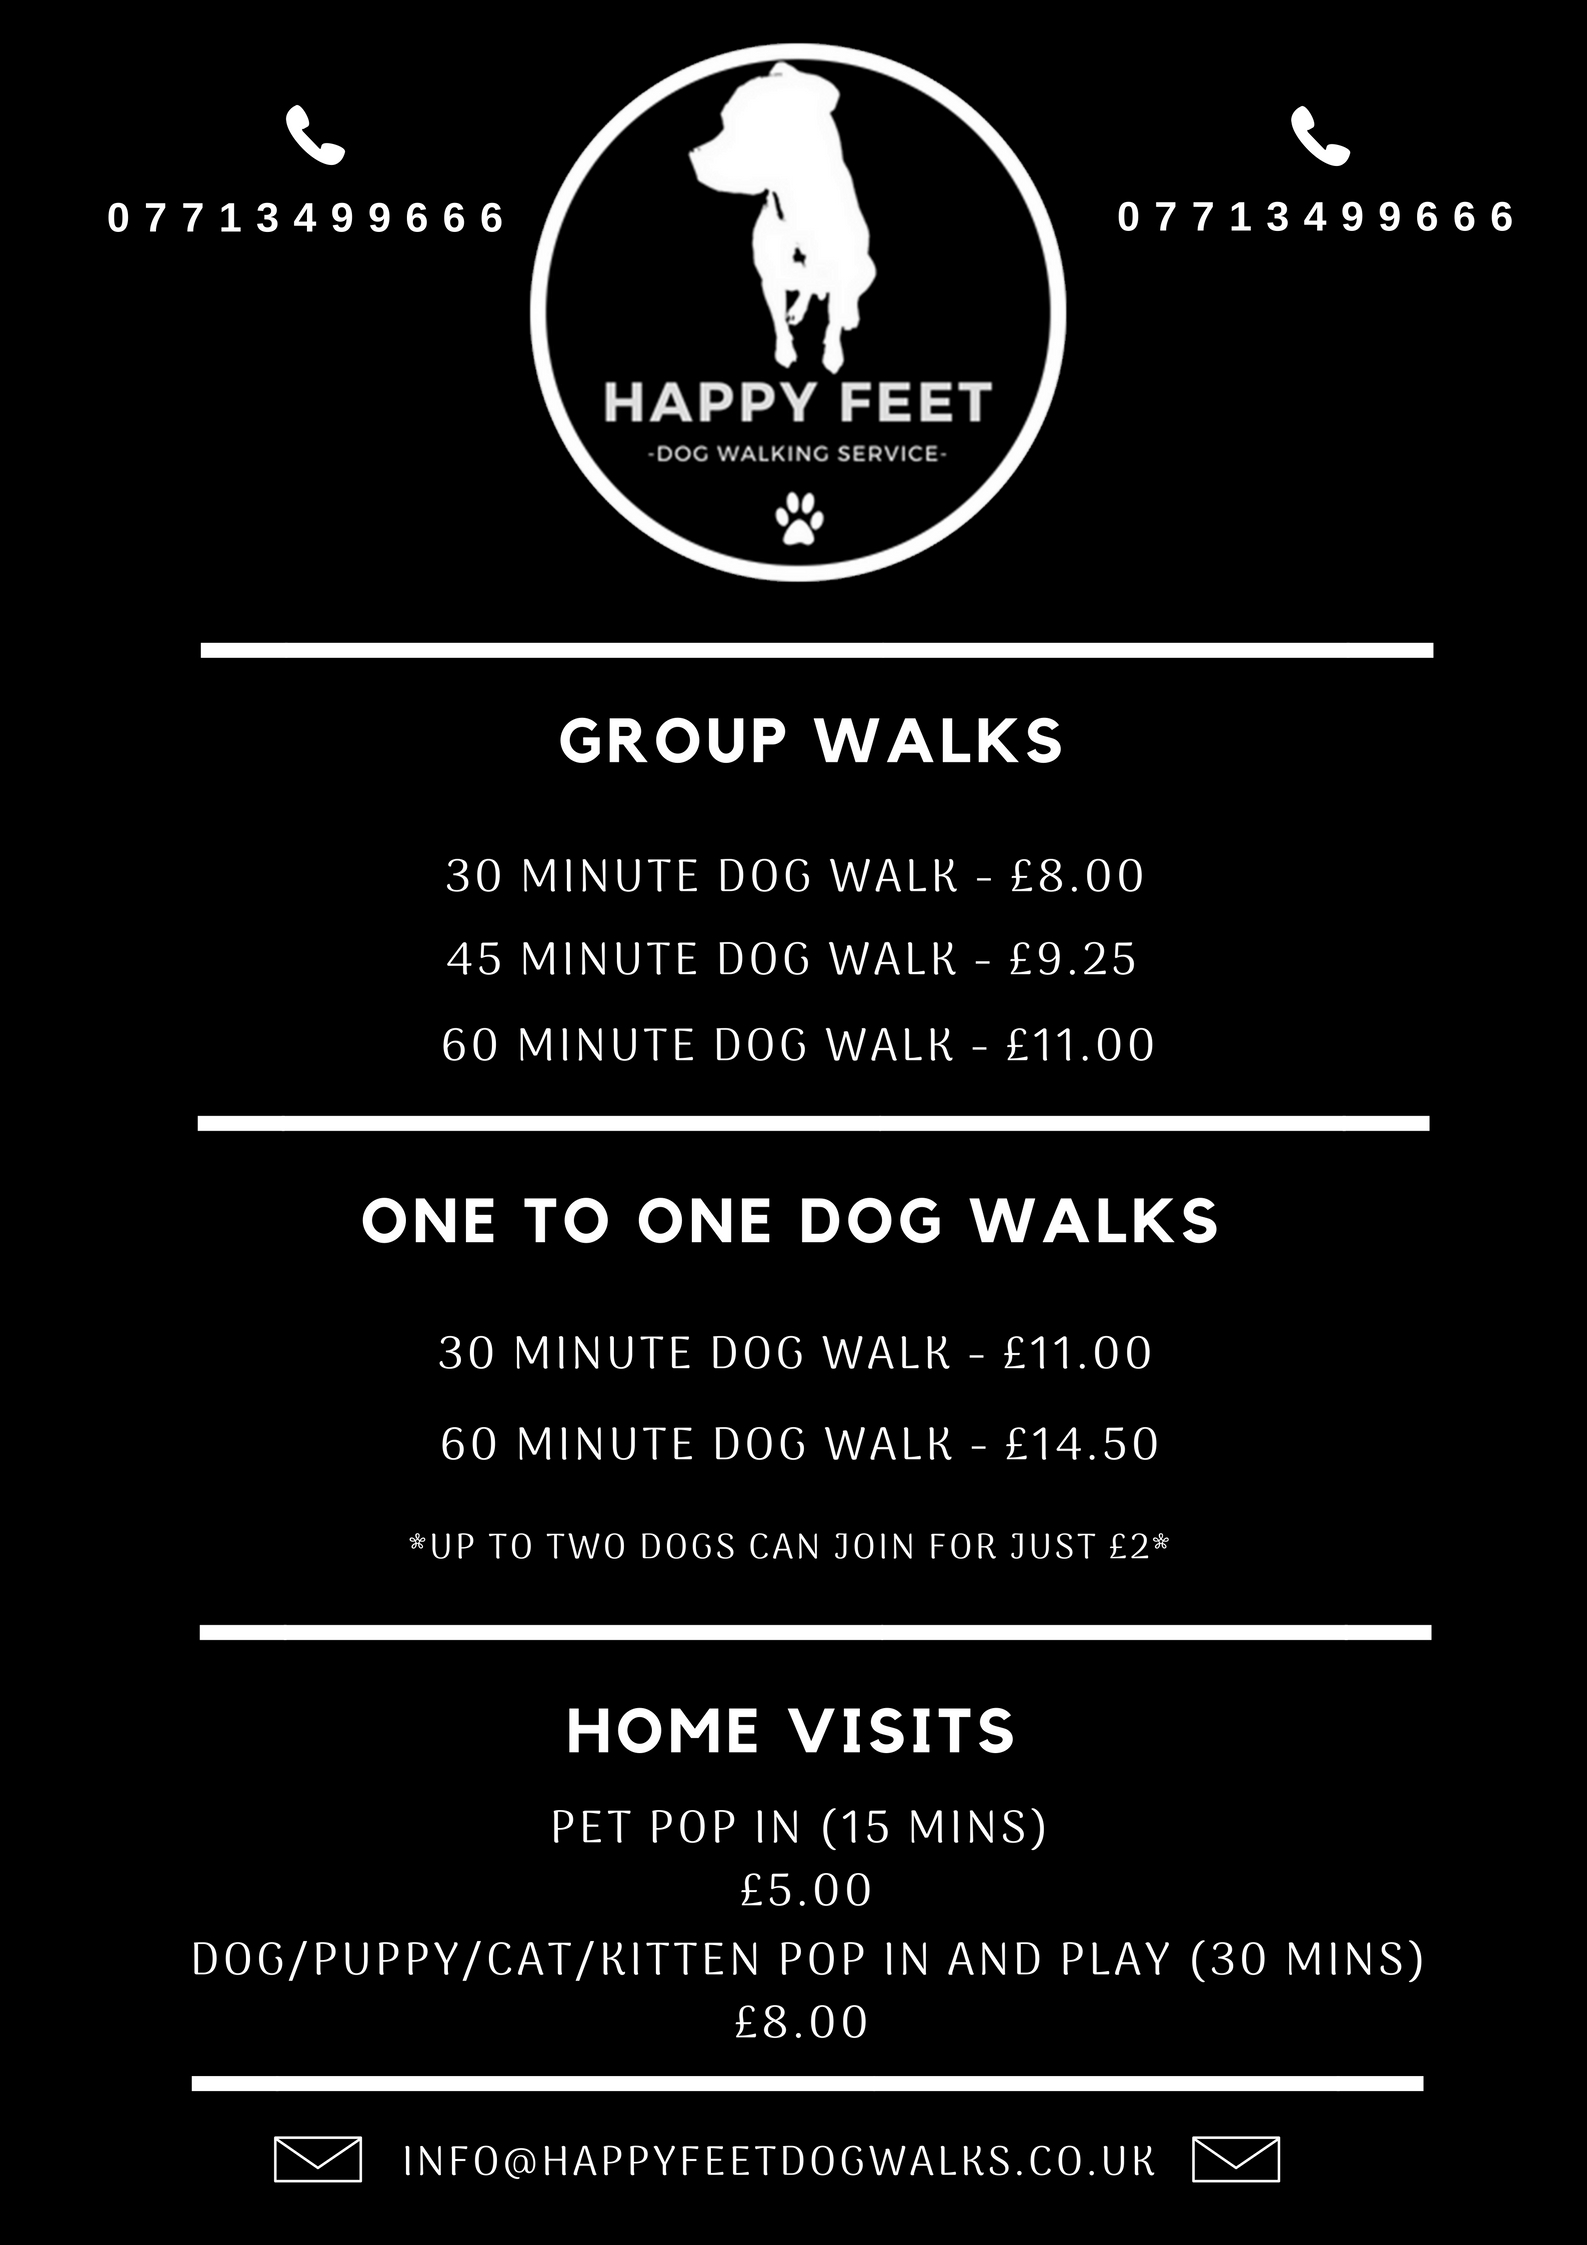 07713499666
07713499666
HAPPY FEET
-DOG WALKING SERVICE-
GROUP WALKS
30 MINUTE DOG WALK - £8.00
45 MINUTE DOG WALK - £9.25
60 MINUTE DOG WALK - £11.00
ONE TO ONE DOG WALKS
30 MINUTE DOG WALK - £11.00
60 MINUTE DOG WALK - £14.50
*UP TO TWO DOGS CAN JOIN FOR JUST £2*
HOME VISITS
PET POP IN (15 MINS)
£5.00
DOG/PUPPY/CAT/KITTEN POP IN AND PLAY (30 MINS)
£8.00
INFO@HAPPYFEETDOGWALKS.CO.UK